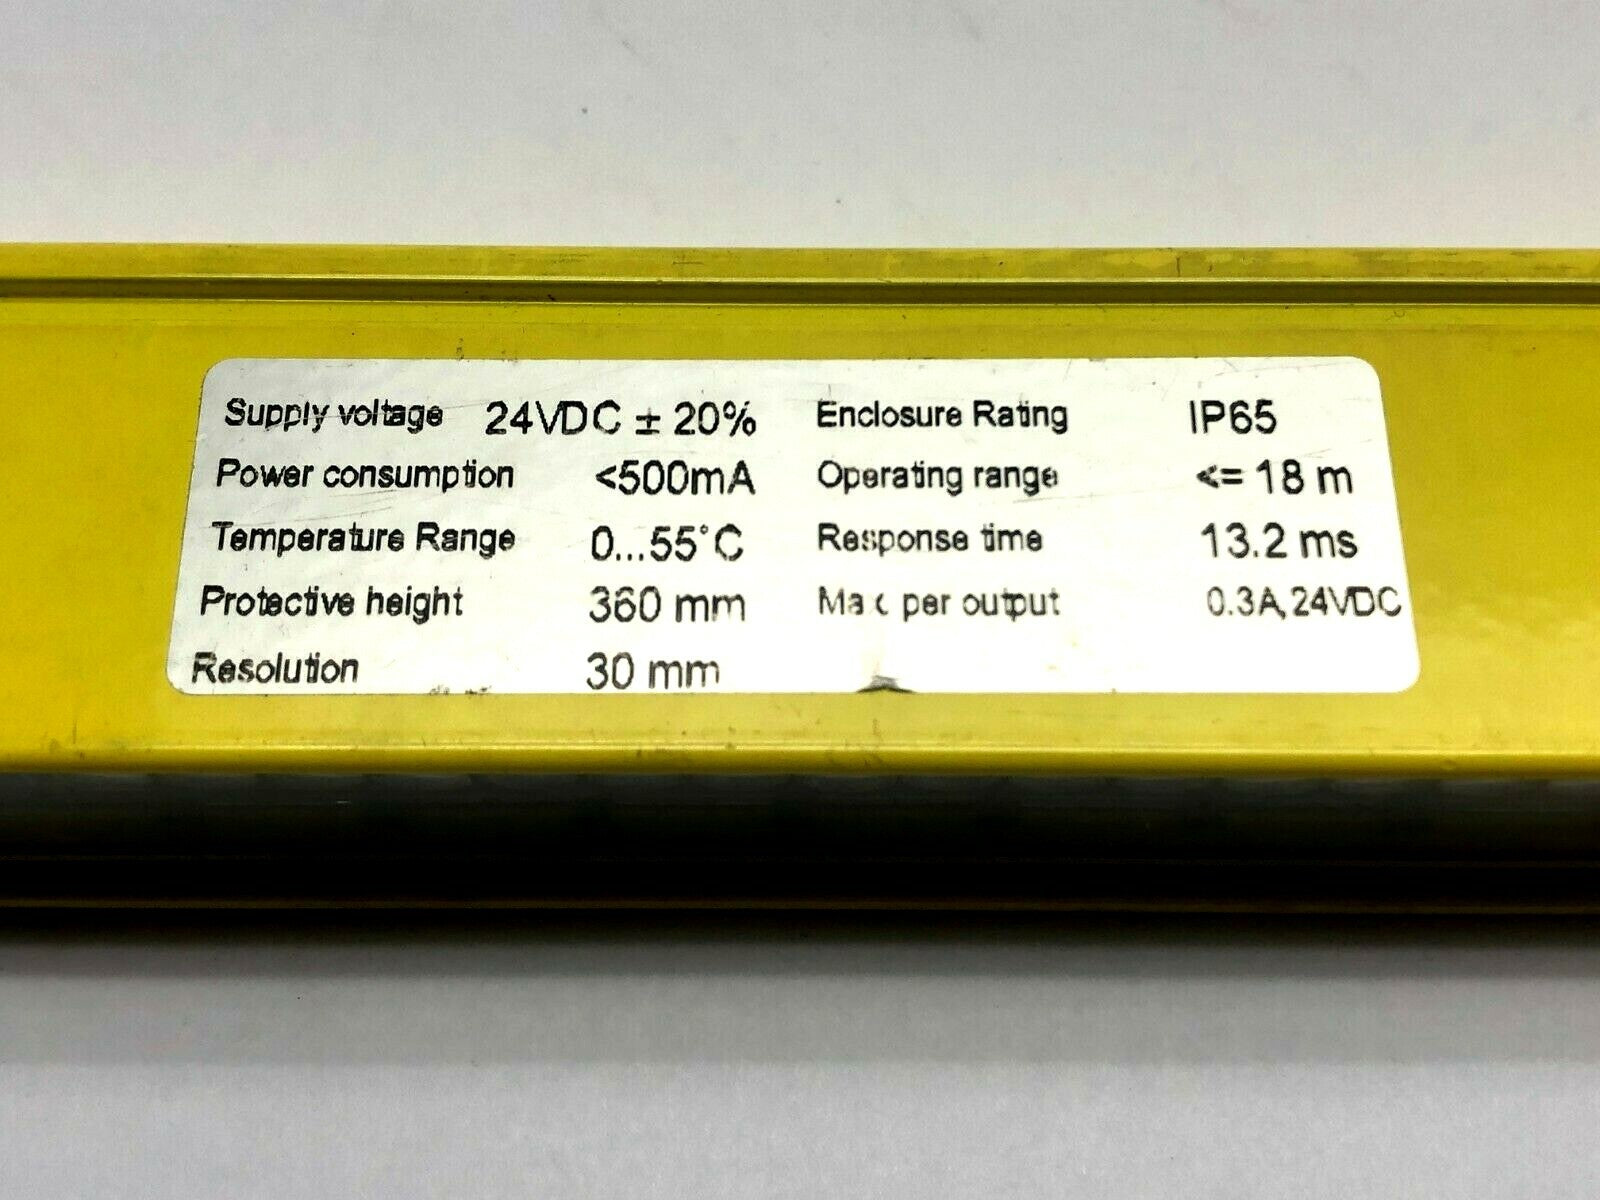 Supply voltage 24VDC ± 20% Enclosure Rating IP65
Power consumption <500mA Operating range <= 18 m
Temperature Range 0...55°C Response time 13.2 ms
Protective height 360 mm Max per output 0.3A,24VDC
Resolution 30 mm